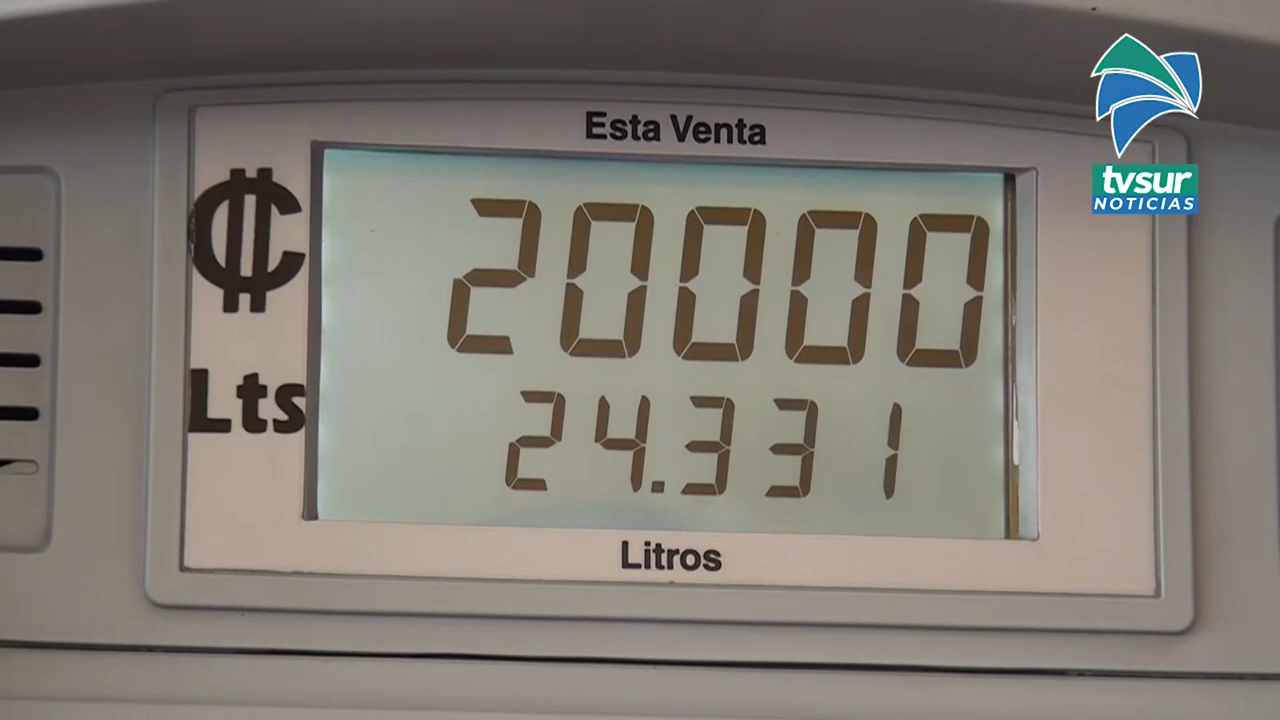 Esta Venta
tvsur
NOTICIAS
₡ 20000
Lts 24.331
Litros